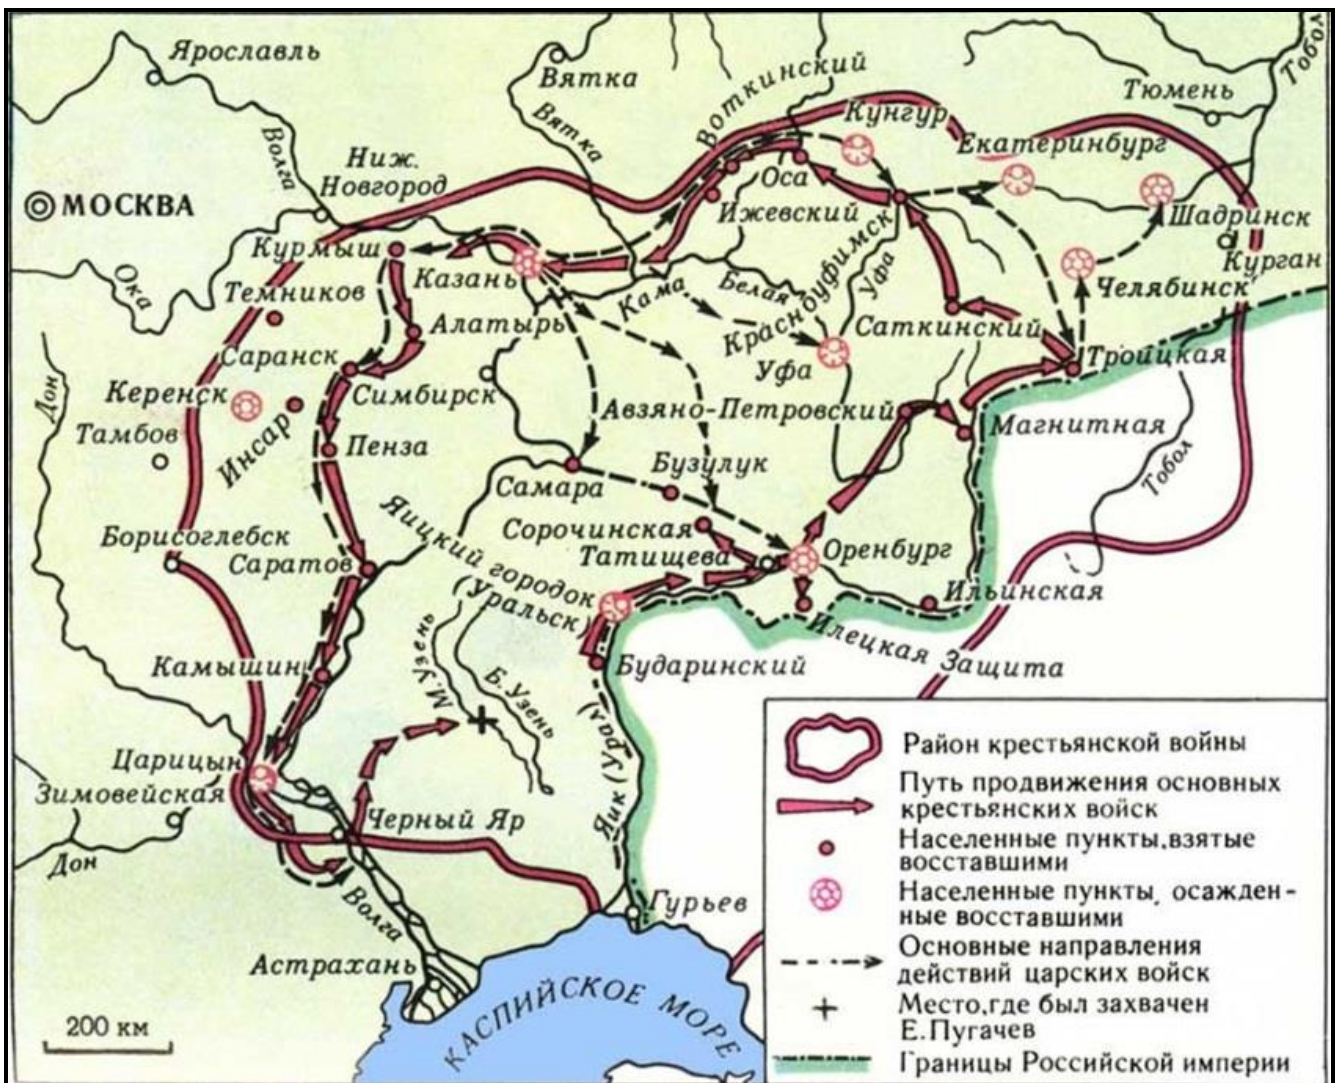 Ярославль
Вятка
Воткинский
Тобол
Тюмень
Вятка
Кунгур
Волга
Екатеринбург
Ниж.
Новгород
Оса
МОСКВА
Ижевский
Шадринск
Курмыш
Казань
Курган
Ока
Темников
Кама
Белая
Красноуфимск
Уфа
Челябинск
Алатырь
Саткинский
Саранск
Уфа
Троицкая
Дон
Керенск
Симбирск
Авзяно-Петровский
Тамбов
Инсар
Пенза
Магнитная
Бузулук
Тобол
Самара
Яицкий городок
(Уральск)
Сорочинская
Борисоглебск
Татищева
Оренбург
Саратов
Ильинская
Илецкая Защита
М.Узень
Камышин
Бударинский
Б.Узень
Царицын
Зимовейская
Яик (Урал)
Черный Яр
Дон
Волга
Гурьев
Астрахань
КАСПИЙСКОЕ МОРЕ
200 км
Район крестьянской войны
Путь продвижения основных
крестьянских войск
Населенные пункты, взятые
восставшими
Населенные пункты, осажден-
ные восставшими
Основные направления
действий царских войск
Место, где был захвачен
Е.Пугачев
Границы Российской империи